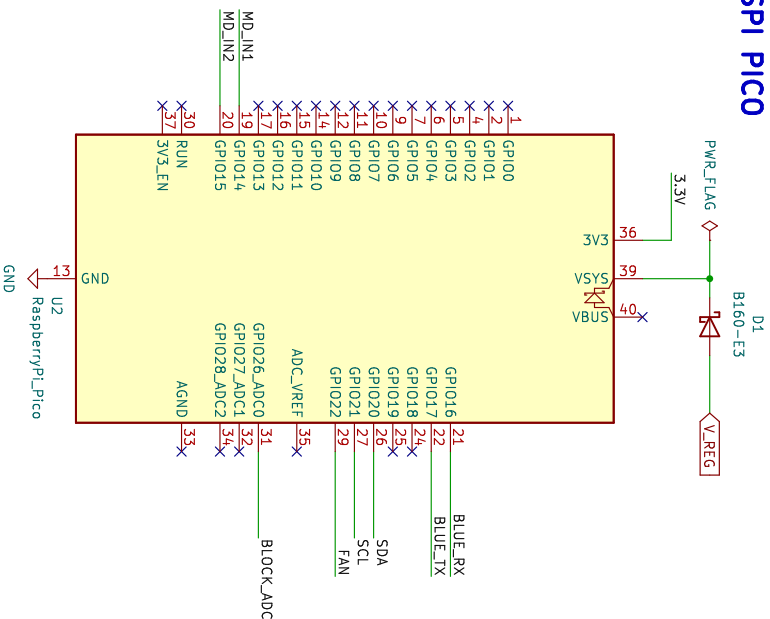 SPI PICO
PWR_FLAG
3.3V
D1
B160-E3
V_REG
MD_IN1
MD_IN2
1 GPIO0
2 GPIO1
4 GPIO2
5 GPIO3
6 GPIO4
7 GPIO5
9 GPIO6
10 GPIO7
11 GPIO8
12 GPIO9
14 GPIO10
15 GPIO11
16 GPIO12
17 GPIO13
19 GPIO14
20 GPIO15
30 RUN
37 3V3_EN
3V3 36
VSYS 39
VBUS 40
13 GND
GND
U2
RaspberryPi_Pico
GPIO16 21 BLUE_RX
GPIO17 22 BLUE_TX
GPIO18 24
GPIO19 25
GPIO20 26 SDA
GPIO21 27 SCL
GPIO22 29 FAN
ADC_VREF 35
GPIO26_ADC0 31 BLOCK_ADC
GPIO27_ADC1 32
GPIO28_ADC2 34
AGND 33